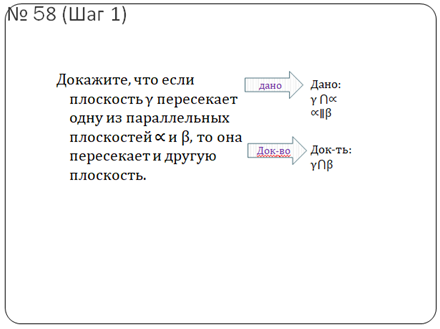 № 58 (Шаг 1)
Докажите, что если
плоскость γ пересекает
одну из параллельных
плоскостей ∝ и β, то она
пересекает и другую
плоскость.
дано
Дано:
γ ⋂∝
∝∥β
Док-во
Док-ть:
γ⋂β